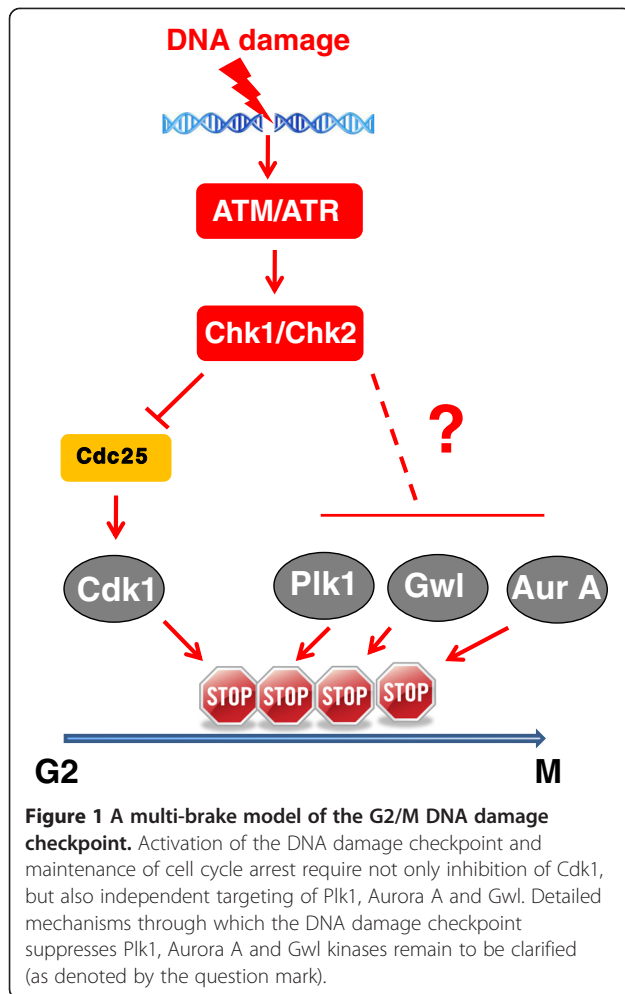 DNA damage
ATM/ATR
Chk1/Chk2
?
Cdc25
Cdk1
Plk1
Gwl
Aur A
STOP STOP STOP STOP
G2
M
Figure 1 A multi-brake model of the G2/M DNA damage
checkpoint. Activation of the DNA damage checkpoint and
maintenance of cell cycle arrest require not only inhibition of Cdk1,
but also independent targeting of Plk1, Aurora A and Gwl. Detailed
mechanisms through which the DNA damage checkpoint
suppresses Plk1, Aurora A and Gwl kinases remain to be clarified
(as denoted by the question mark).